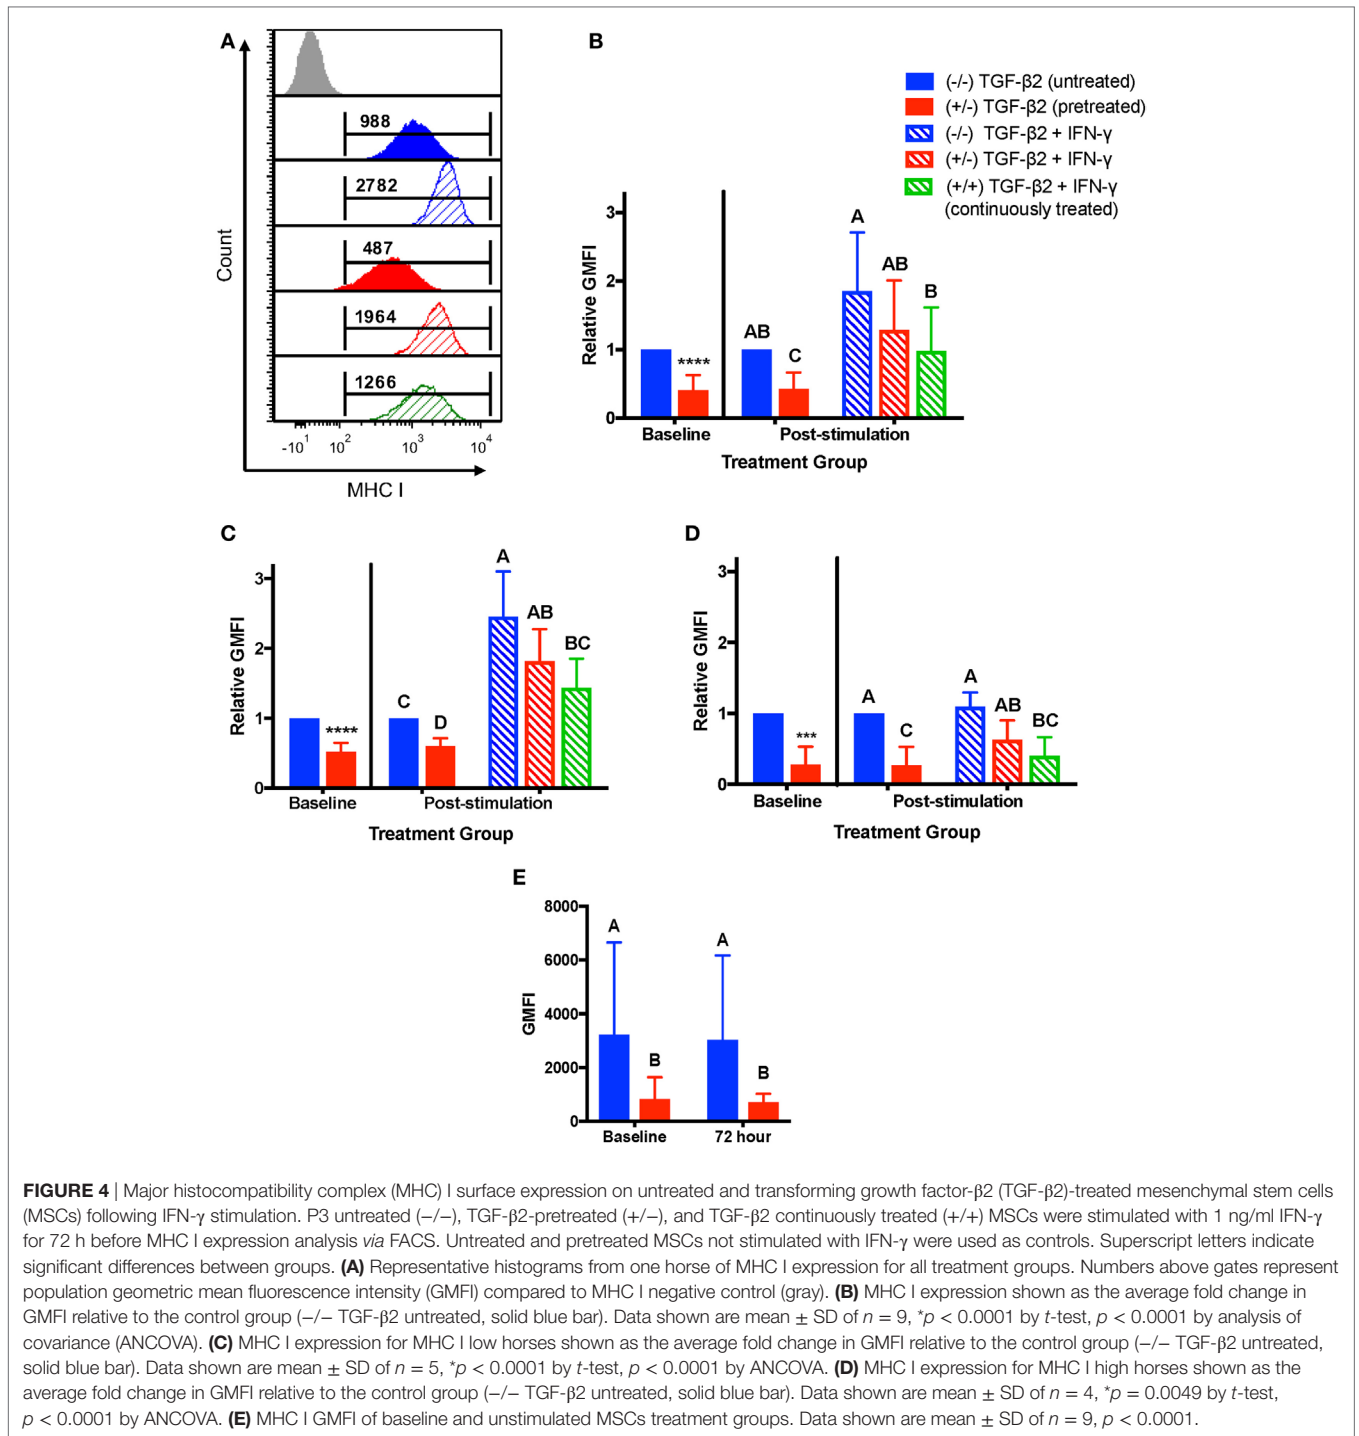 A
Count
988
2782
487
1964
1266
-10¹ 10² 10³ 10⁴
MHC I
B
(-/-) TGF-β2 (untreated)
(+/-) TGF-β2 (pretreated)
(-/-) TGF-β2 + IFN-γ
(+/-) TGF-β2 + IFN-γ
(+/+) TGF-β2 + IFN-γ
(continuously treated)
Relative GMFI
3
2
1
0
****
AB
C
A
AB
B
Baseline
Post-stimulation
Treatment Group
C
Relative GMFI
3
2
1
0
****
C
D
A
AB
BC
Baseline
Post-stimulation
Treatment Group
D
Relative GMFI
3
2
1
0
***
A
C
A
AB
BC
Baseline
Post-stimulation
Treatment Group
E
GMFI
8000
6000
4000
2000
0
A
B
A
B
Baseline
72 hour
FIGURE 4 | Major histocompatibility complex (MHC) I surface expression on untreated and transforming growth factor-β2 (TGF-β2)-treated mesenchymal stem cells
(MSCs) following IFN-γ stimulation. P3 untreated (−/−), TGF-β2-pretreated (+/−), and TGF-β2 continuously treated (+/+) MSCs were stimulated with 1 ng/ml IFN-γ
for 72 h before MHC I expression analysis via FACS. Untreated and pretreated MSCs not stimulated with IFN-γ were used as controls. Superscript letters indicate
significant differences between groups. (A) Representative histograms from one horse of MHC I expression for all treatment groups. Numbers above gates represent
population geometric mean fluorescence intensity (GMFI) compared to MHC I negative control (gray). (B) MHC I expression shown as the average fold change in
GMFI relative to the control group (−/− TGF-β2 untreated, solid blue bar). Data shown are mean ± SD of n = 9, *p < 0.0001 by t-test, p < 0.0001 by analysis of
covariance (ANCOVA). (C) MHC I expression for MHC I low horses shown as the average fold change in GMFI relative to the control group (−/− TGF-β2 untreated,
solid blue bar). Data shown are mean ± SD of n = 5, *p < 0.0001 by t-test, p < 0.0001 by ANCOVA. (D) MHC I expression for MHC I high horses shown as the
average fold change in GMFI relative to the control group (−/− TGF-β2 untreated, solid blue bar). Data shown are mean ± SD of n = 4, *p = 0.0049 by t-test,
p < 0.0001 by ANCOVA. (E) MHC I GMFI of baseline and unstimulated MSCs treatment groups. Data shown are mean ± SD of n = 9, p < 0.0001.